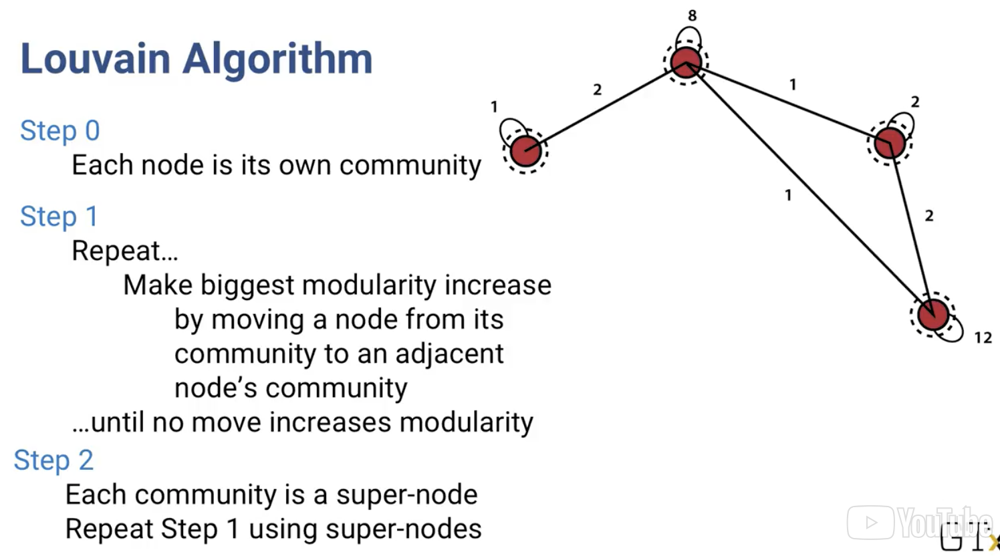 Louvain Algorithm
Step 0
Each node is its own community
Step 1
Repeat...
Make biggest modularity increase
by moving a node from its
community to an adjacent
node's community
...until no move increases modularity
Step 2
Each community is a super-node
Repeat Step 1 using super-nodes
8
2
1
1
2
1
2
12
YouTube
GTx